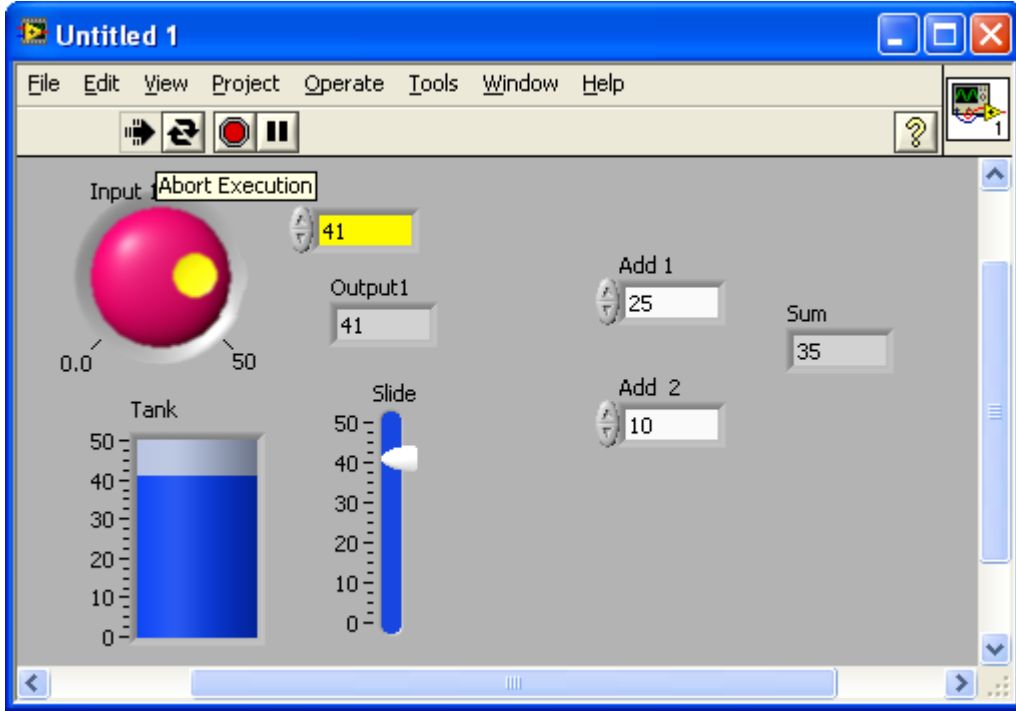 Untitled 1
File Edit View Project Operate Tools Window Help
?
1
Abort Execution
Input
41
Output1
41
0.0
50
Add 1
25
Sum
35
Add 2
10
Tank
50
40
30
20
10
0
Slide
50
40
30
20
10
0